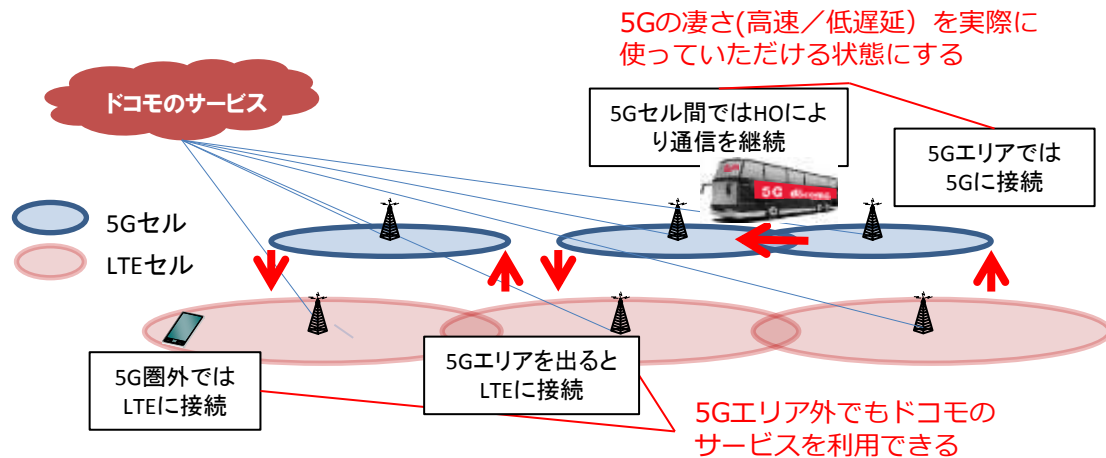 5Gの凄さ(高速／低遅延）を実際に
使っていただける状態にする
ドコモのサービス
5Gセル間ではHOによ
り通信を継続
5Gエリアでは
5Gに接続
5G
5Gセル
LTEセル
5G圏外では
LTEに接続
5Gエリアを出ると
LTEに接続
5Gエリア外でもドコモの
サービスを利用できる